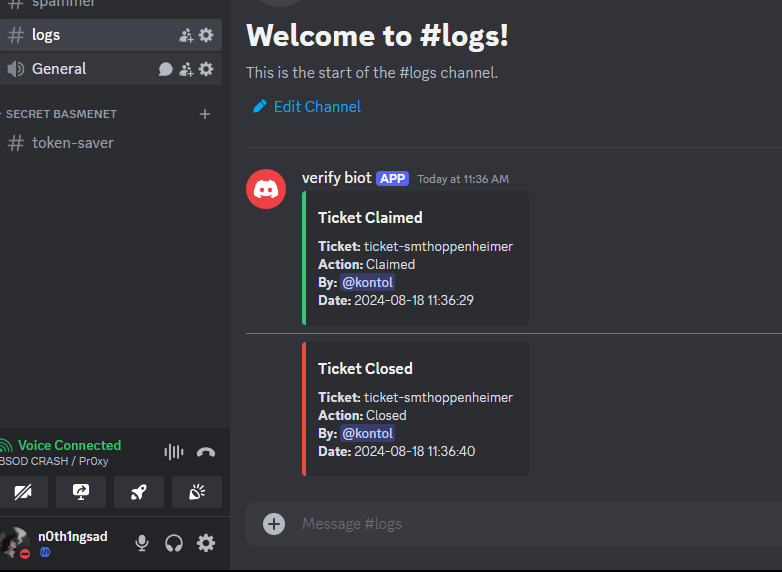 spammer
# logs
General
SECRET BASMENET
# token-saver
Voice Connected
BSOD CRASH / Pr0xy
n0th1ngsad
Welcome to #logs!
This is the start of the #logs channel.
Edit Channel
verify biot APP Today at 11:36 AM
Ticket Claimed
Ticket: ticket-smthoppenheimer
Action: Claimed
By: @kontol
Date: 2024-08-18 11:36:29
Ticket Closed
Ticket: ticket-smthoppenheimer
Action: Closed
By: @kontol
Date: 2024-08-18 11:36:40
Message #logs